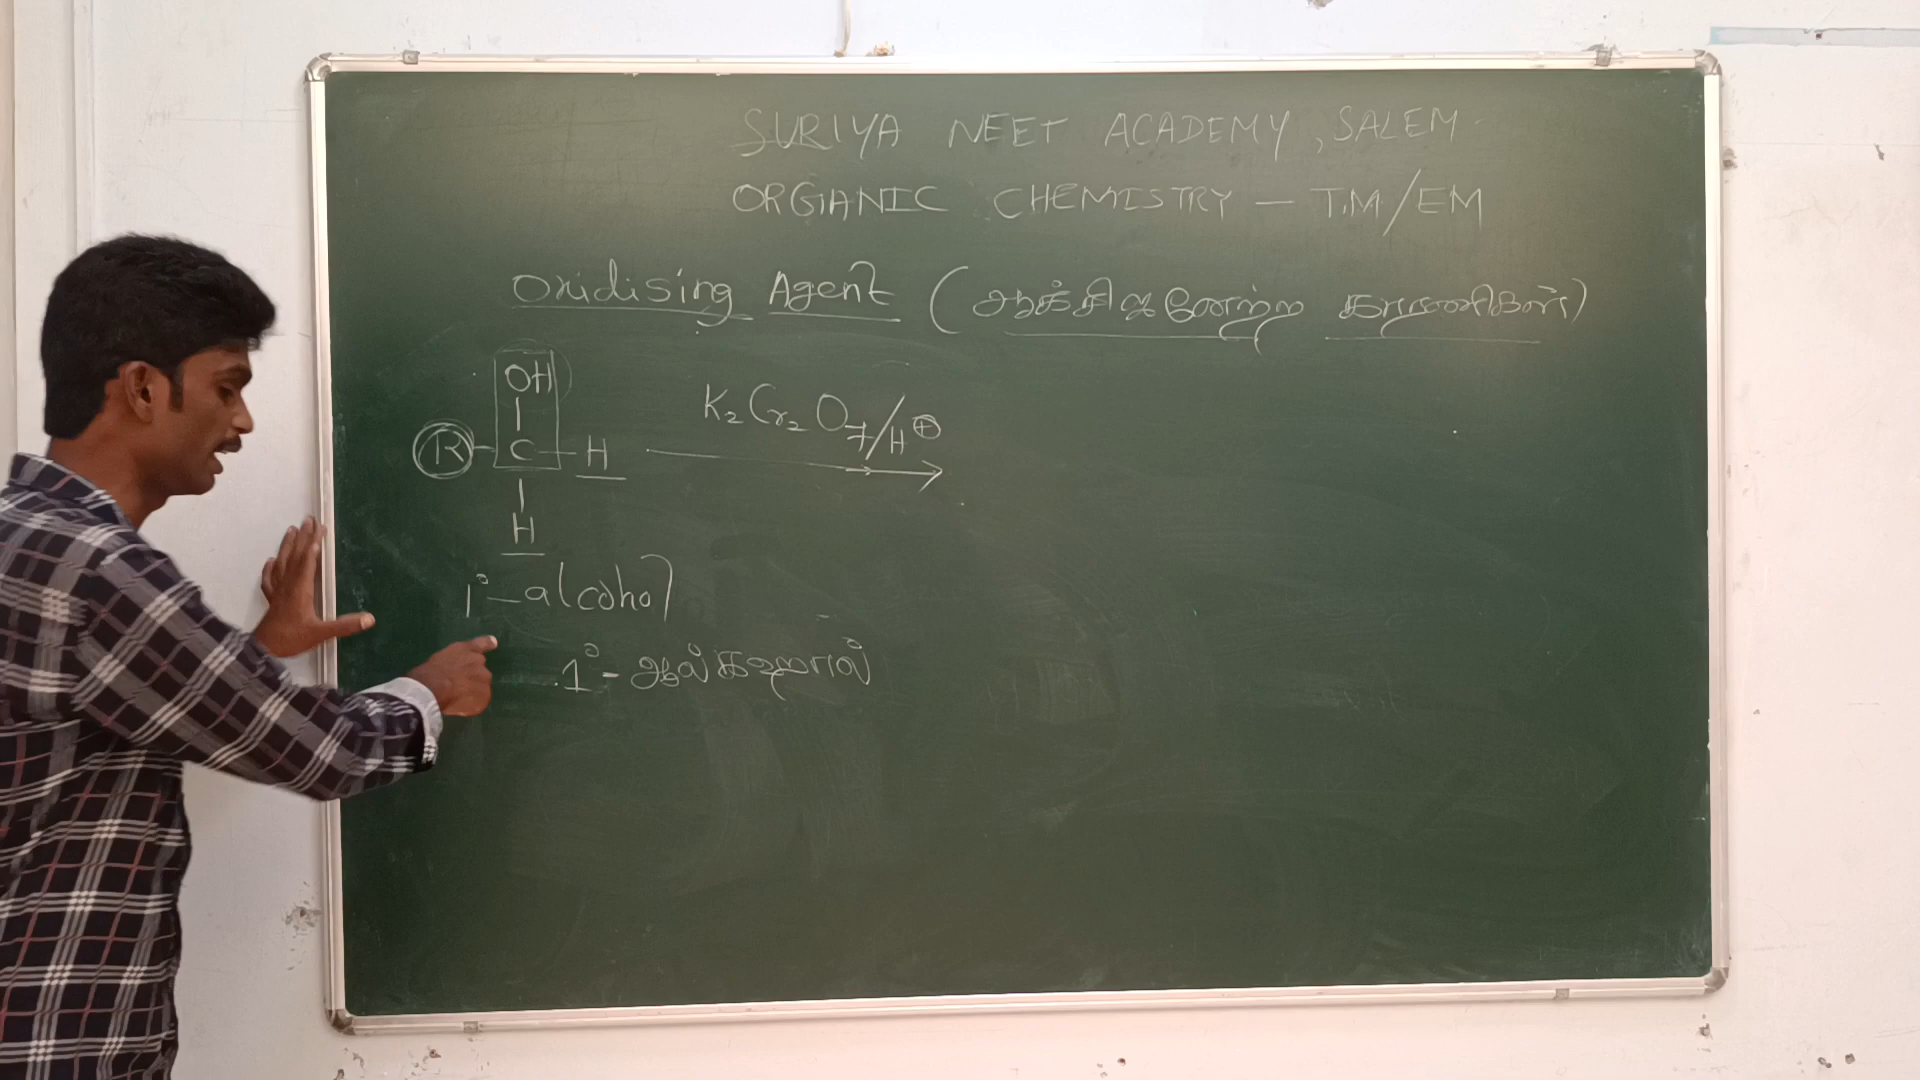 SURIYA NEET ACADEMY, SALEM.
ORGANIC CHEMISTRY – T.M/EM
Oxidising Agent (ஆக்சிஜனேற்ற காரணிகள்)
OH
K₂Cr₂O₇/H⊕
R–C–H
H
1°–alcohol
1°-ஆல்கஹால்